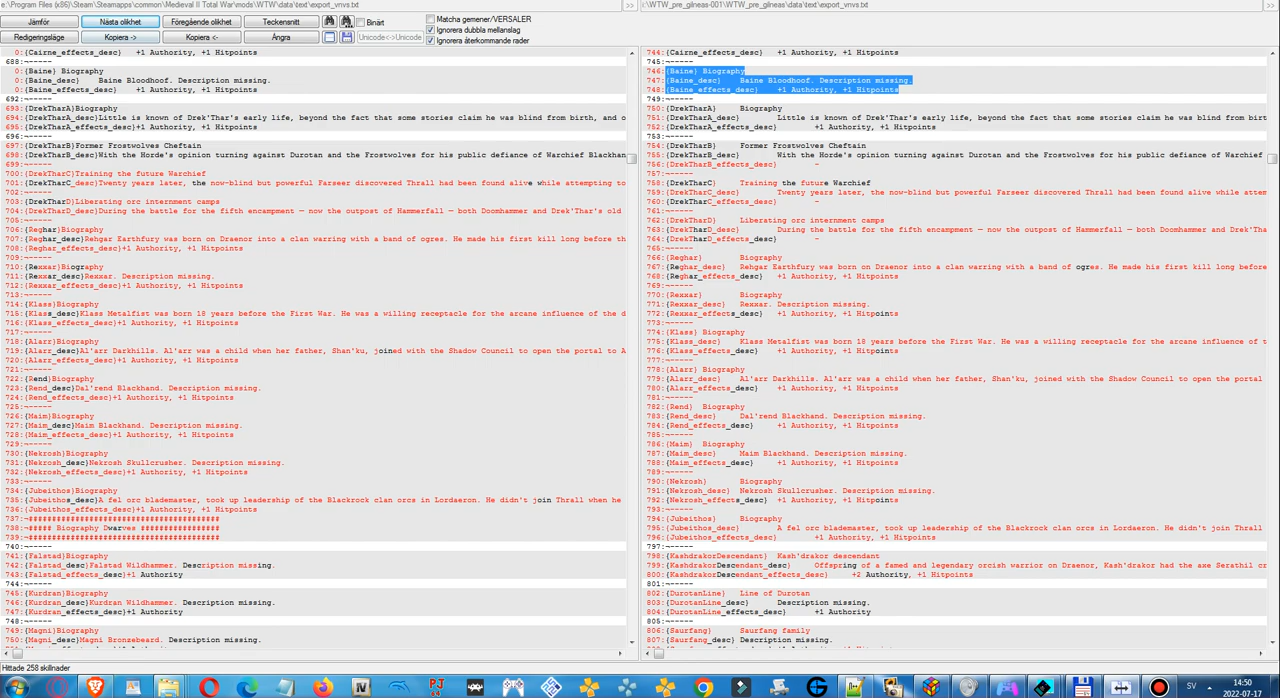 e:\Program Files (x86)\Steam\Steamapps\common\Medieval II Total War\mods\WTW\data\text\export_vnvs.txt
>>
Jämför
Nästa olikhet
Föregående olikhet
Teckensnitt
Binärt
Redigeringsläge
Kopiera ->
Kopiera <-
Ångra
Unicode<->Unicode
Matcha gemener/VERSALER
Ignorera dubbla mellanslag
Ignorera återkommande rader
:\WTW_pre_gilneas-001\WTW_pre_gilneas\data\text\export_vnvs.txt
>>
0:{Cairne_effects_desc} +1 Authority, +1 Hitpoints
688:¬-----
0:{Baine} Biography
0:{Baine_desc} Baine Bloodhoof. Description missing.
0:{Baine_effects_desc} +1 Authority, +1 Hitpoints
692:¬-----
693:{DrekTharA}Biography
694:{DrekTharA_desc}Little is known of Drek'Thar's early life, beyond the fact that some stories claim he was blind from birth, and o
695:{DrekTharA_effects_desc}+1 Authority, +1 Hitpoints
696:¬-----
697:{DrekTharB}Former Frostwolves Cheftain
698:{DrekTharB_desc}With the Horde's opinion turning against Durotan and the Frostwolves for his public defiance of Warchief Blackhan
699:¬-----
700:{DrekTharC}Training the future Warchief
701:{DrekTharC_desc}Twenty years later, the now-blind but powerful Farseer discovered Thrall had been found alive while attempting to
702:¬-----
703:{DrekTharD}Liberating orc internment camps
704:{DrekTharD_desc}During the battle for the fifth encampment — now the outpost of Hammerfall — both Doomhammer and Drek'Thar's old
705:¬-----
706:{Reghar}Biography
707:{Reghar_desc}Rehgar Earthfury was born on Draenor into a clan warring with a band of ogres. He made his first kill long before th
708:{Reghar_effects_desc}+1 Authority, +1 Hitpoints
709:¬-----
710:{Rexxar}Biography
711:{Rexxar_desc}Rexxar. Description missing.
712:{Rexxar_effects_desc}+1 Authority, +1 Hitpoints
713:¬-----
714:{Klass}Biography
715:{Klass_desc}Klass Metalfist was born 18 years before the First War. He was a willing receptacle for the arcane influence of the d
716:{Klass_effects_desc}+1 Authority, +1 Hitpoints
717:¬-----
718:{Alarr}Biography
719:{Alarr_desc}Al'arr Darkhills. Al'arr was a child when her father, Shan'ku, joined with the Shadow Council to open the portal to A
720:{Alarr_effects_desc}+1 Authority, +1 Hitpoints
721:¬-----
722:{Rend}Biography
723:{Rend_desc}Dal'rend Blackhand. Description missing.
724:{Rend_effects_desc}+1 Authority, +1 Hitpoints
725:¬-----
726:{Maim}Biography
727:{Maim_desc}Maim Blackhand. Description missing.
728:{Maim_effects_desc}+1 Authority, +1 Hitpoints
729:¬-----
730:{Nekrosh}Biography
731:{Nekrosh_desc}Nekrosh Skullcrusher. Description missing.
732:{Nekrosh_effects_desc}+1 Authority, +1 Hitpoints
733:¬-----
734:{Jubeithos}Biography
735:{Jubeithos_desc}A fel orc blademaster, took up leadership of the Blackrock clan orcs in Lordaeron. He didn't join Thrall when he
736:{Jubeithos_effects_desc}+1 Authority, +1 Hitpoints
737:¬#########################################
738:¬##### Biography Dwarves ##################
739:¬#########################################
740:¬-----
741:{Falstad}Biography
742:{Falstad_desc}Falstad Wildhammer. Description missing.
743:{Falstad_effects_desc}+1 Authority
744:¬-----
745:{Kurdran}Biography
746:{Kurdran_desc}Kurdran Wildhammer. Description missing.
747:{Kurdran_effects_desc}+1 Authority
748:¬-----
749:{Magni}Biography
750:{Magni_desc}Magni Bronzebeard. Description missing.
744:{Cairne_effects_desc} +1 Authority, +1 Hitpoints
745:¬-----
746:{Baine} Biography
747:{Baine_desc} Baine Bloodhoof. Description missing.
748:{Baine_effects_desc} +1 Authority, +1 Hitpoints
749:¬-----
750:{DrekTharA} Biography
751:{DrekTharA_desc} Little is known of Drek'Thar's early life, beyond the fact that some stories claim he was blind from birt
752:{DrekTharA_effects_desc} +1 Authority, +1 Hitpoints
753:¬-----
754:{DrekTharB} Former Frostwolves Cheftain
755:{DrekTharB_desc} With the Horde's opinion turning against Durotan and the Frostwolves for his public defiance of Warchief
756:{DrekTharB_effects_desc} -
757:¬-----
758:{DrekTharC} Training the future Warchief
759:{DrekTharC_desc} Twenty years later, the now-blind but powerful Farseer discovered Thrall had been found alive while attem
760:{DrekTharC_effects_desc} -
761:¬-----
762:{DrekTharD} Liberating orc internment camps
763:{DrekTharD_desc} During the battle for the fifth encampment — now the outpost of Hammerfall — both Doomhammer and Drek'Tha
764:{DrekTharD_effects_desc} -
765:¬-----
766:{Reghar} Biography
767:{Reghar_desc} Rehgar Earthfury was born on Draenor into a clan warring with a band of ogres. He made his first kill long before
768:{Reghar_effects_desc} +1 Authority, +1 Hitpoints
769:¬-----
770:{Rexxar} Biography
771:{Rexxar_desc} Rexxar. Description missing.
772:{Rexxar_effects_desc} +1 Authority, +1 Hitpoints
773:¬-----
774:{Klass} Biography
775:{Klass_desc} Klass Metalfist was born 18 years before the First War. He was a willing receptacle for the arcane influence of t
776:{Klass_effects_desc} +1 Authority, +1 Hitpoints
777:¬-----
778:{Alarr} Biography
779:{Alarr_desc} Al'arr Darkhills. Al'arr was a child when her father, Shan'ku, joined with the Shadow Council to open the portal
780:{Alarr_effects_desc} +1 Authority, +1 Hitpoints
781:¬-----
782:{Rend} Biography
783:{Rend_desc} Dal'rend Blackhand. Description missing.
784:{Rend_effects_desc} +1 Authority, +1 Hitpoints
785:¬-----
786:{Maim} Biography
787:{Maim_desc} Maim Blackhand. Description missing.
788:{Maim_effects_desc} +1 Authority, +1 Hitpoints
789:¬-----
790:{Nekrosh} Biography
791:{Nekrosh_desc} Nekrosh Skullcrusher. Description missing.
792:{Nekrosh_effects_desc} +1 Authority, +1 Hitpoints
793:¬-----
794:{Jubeithos} Biography
795:{Jubeithos_desc} A fel orc blademaster, took up leadership of the Blackrock clan orcs in Lordaeron. He didn't join Thrall
796:{Jubeithos_effects_desc} +1 Authority, +1 Hitpoints
797:¬-----
798:{KashdrakorDescendant} Kash'drakor descendant
799:{KashdrakorDescendant_desc} Offspring of a famed and legendary orcish warrior on Draenor, Kash'drakor had the axe Serathil cr
800:{KashdrakorDescendant_effects_desc} +2 Authority, +1 Hitpoints
801:¬-----
802:{DurotanLine} Line of Durotan
803:{DurotanLine_desc} Description missing.
804:{DurotanLine_effects_desc} +1 Authority
805:¬-----
806:{Saurfang} Saurfang family
807:{Saurfang_desc} Description missing.
Hittade 258 skillnader
SV
14:50
2022-07-17